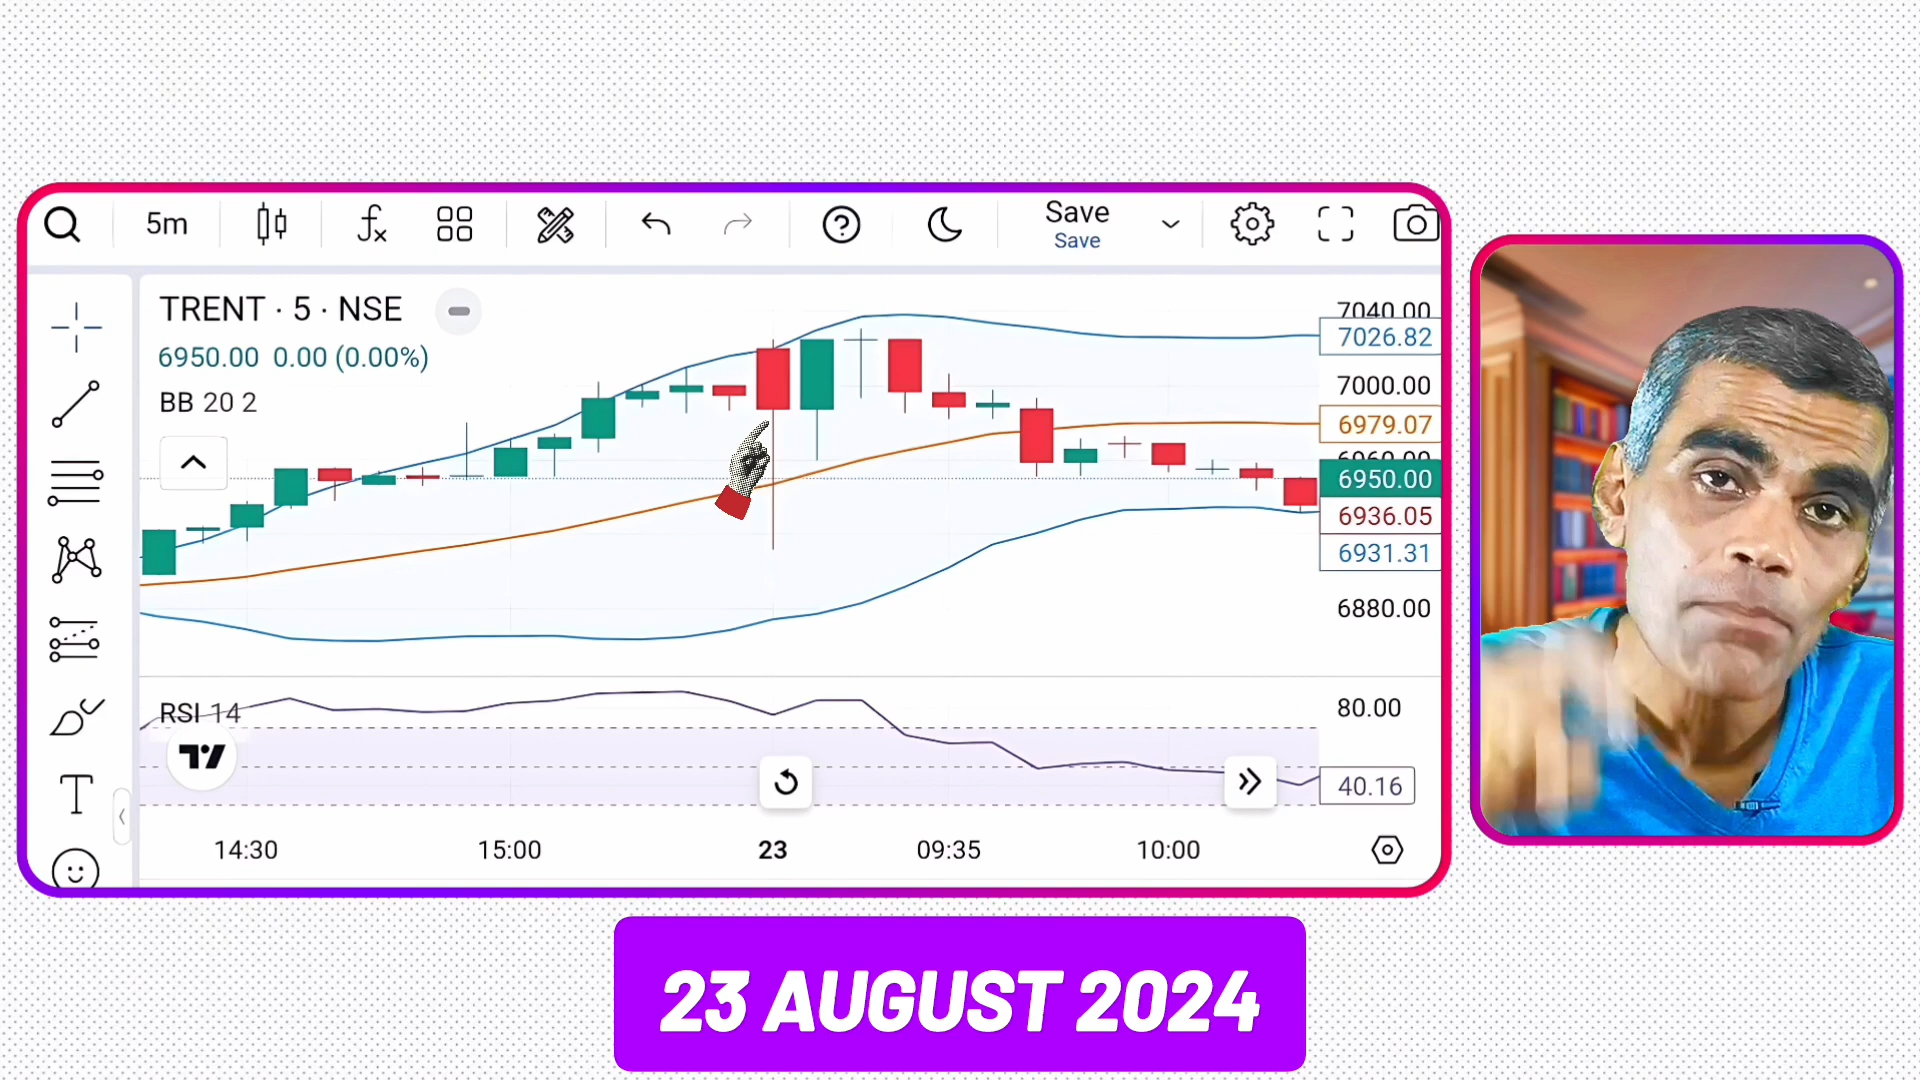 5m
Save
Save
TRENT · 5 · NSE
6950.00 0.00 (0.00%)
BB 20 2
7040.00
7026.82
7000.00
6979.07
6960.00
6950.00
6936.05
6931.31
6880.00
RSI 14
80.00
40.16
14:30
15:00
23
09:35
10:00
23 AUGUST 2024